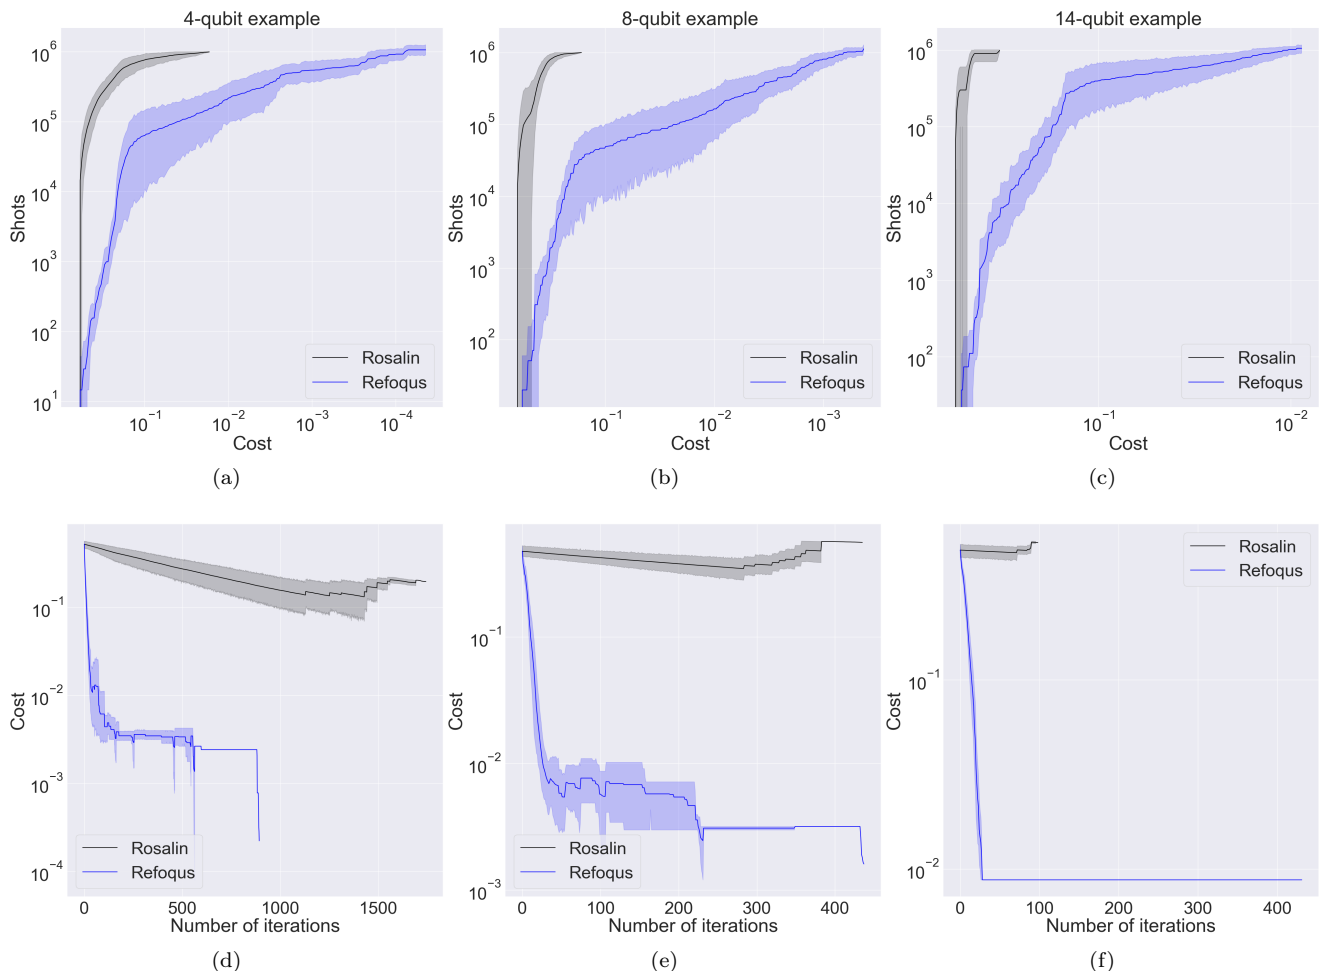 4-qubit example
8-qubit example
14-qubit example
Shots
10^6
10^5
10^4
10^3
10^2
10^1
Rosalin
Refoqus
10^−1
10^−2
10^−3
10^−4
Cost
(a)
Shots
10^6
10^5
10^4
10^3
10^2
Rosalin
Refoqus
10^−1
10^−2
10^−3
Cost
(b)
Shots
10^6
10^5
10^4
10^3
10^2
Rosalin
Refoqus
10^−1
10^−2
Cost
(c)
Cost
10^−1
10^−2
10^−3
10^−4
Rosalin
Refoqus
0
500
1000
1500
Number of iterations
(d)
Cost
10^−1
10^−2
10^−3
Rosalin
Refoqus
0
100
200
300
400
Number of iterations
(e)
Cost
10^−1
10^−2
Rosalin
Refoqus
0
100
200
300
400
Number of iterations
(f)